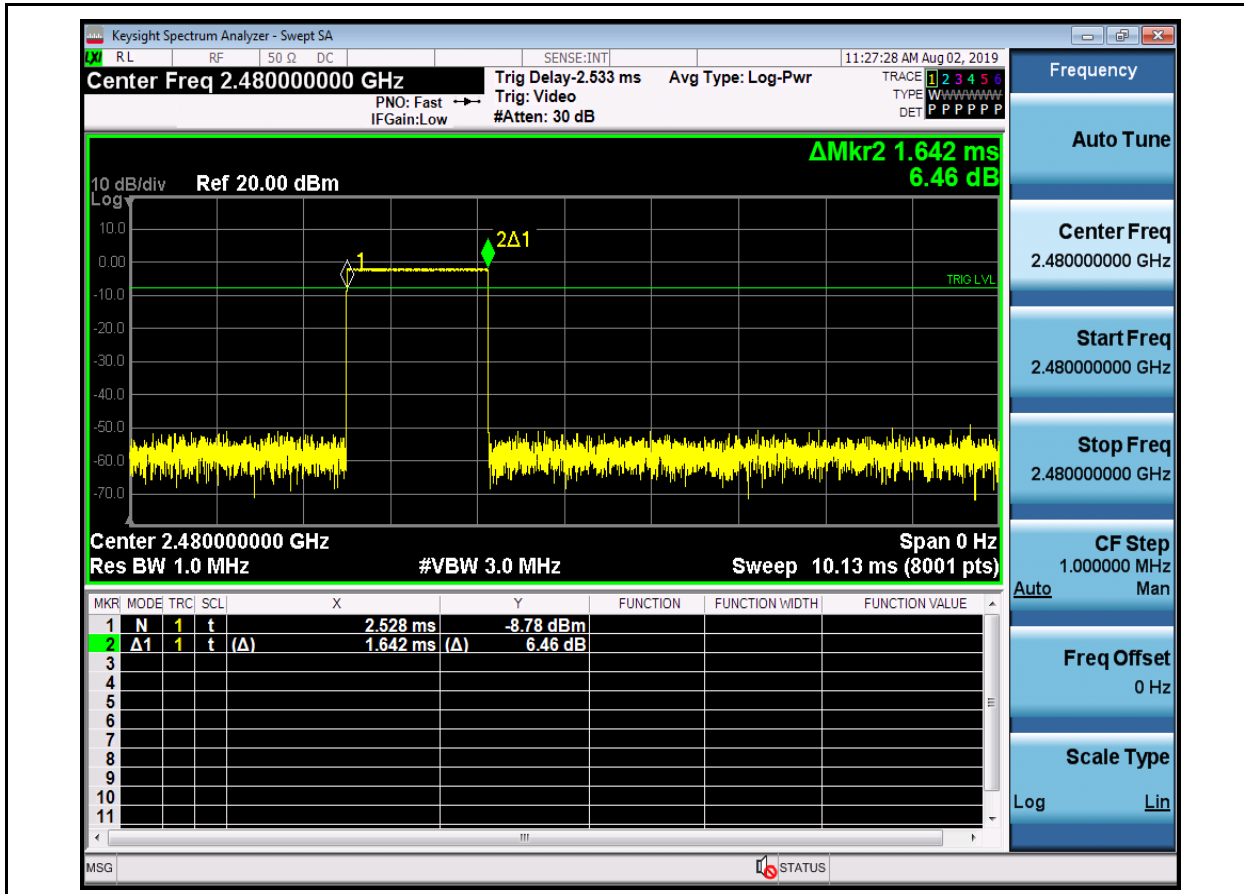 Keysight Spectrum Analyzer - Swept SA
LXI RL RF 50 Ω DC SENSE:INT 11:27:28 AM Aug 02, 2019
Center Freq 2.480000000 GHz
PNO: Fast
IFGain:Low
Trig Delay-2.533 ms
Trig: Video
#Atten: 30 dB
Avg Type: Log-Pwr
TRACE 1 2 3 4 5 6
TYPE WWWWWW
DET P P P P P P
ΔMkr2 1.642 ms
6.46 dB
10 dB/div
Log
Ref 20.00 dBm
10.0
0.00
-10.0
-20.0
-30.0
-40.0
-50.0
-60.0
-70.0
1
2Δ1
TRIG LVL
Center 2.480000000 GHz Span 0 Hz
Res BW 1.0 MHz #VBW 3.0 MHz Sweep 10.13 ms (8001 pts)
MKR MODE TRC SCL X Y FUNCTION FUNCTION WIDTH FUNCTION VALUE
1 N 1 t 2.528 ms -8.78 dBm
2 Δ1 1 t (Δ) 1.642 ms (Δ) 6.46 dB
3
4
5
6
7
8
9
10
11
MSG STATUS
Frequency
Auto Tune
Center Freq
2.480000000 GHz
Start Freq
2.480000000 GHz
Stop Freq
2.480000000 GHz
CF Step
1.000000 MHz
Auto Man
Freq Offset
0 Hz
Scale Type
Log Lin